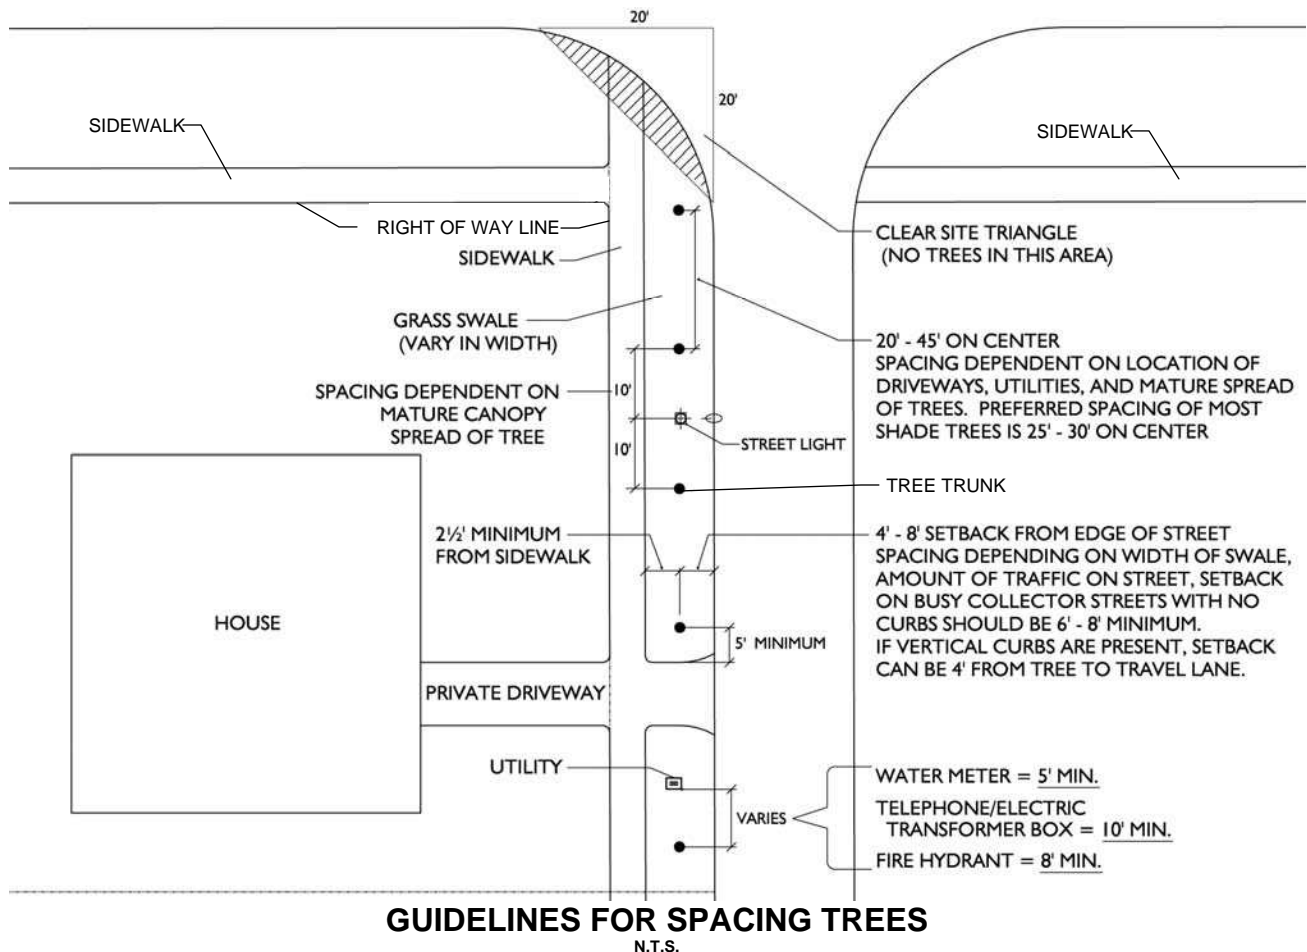 20'
20'
SIDEWALK
SIDEWALK
RIGHT OF WAY LINE
SIDEWALK
CLEAR SITE TRIANGLE
(NO TREES IN THIS AREA)
GRASS SWALE
(VARY IN WIDTH)
20' - 45' ON CENTER
SPACING DEPENDENT ON LOCATION OF
DRIVEWAYS, UTILITIES, AND MATURE SPREAD
OF TREES. PREFERRED SPACING OF MOST
SHADE TREES IS 25' - 30' ON CENTER
SPACING DEPENDENT ON
MATURE CANOPY
SPREAD OF TREE
10'
10'
STREET LIGHT
TREE TRUNK
2½' MINIMUM
FROM SIDEWALK
4' - 8' SETBACK FROM EDGE OF STREET
SPACING DEPENDING ON WIDTH OF SWALE,
AMOUNT OF TRAFFIC ON STREET, SETBACK
ON BUSY COLLECTOR STREETS WITH NO
CURBS SHOULD BE 6' - 8' MINIMUM.
IF VERTICAL CURBS ARE PRESENT, SETBACK
CAN BE 4' FROM TREE TO TRAVEL LANE.
HOUSE
5' MINIMUM
PRIVATE DRIVEWAY
UTILITY
VARIES
WATER METER = 5' MIN.
TELEPHONE/ELECTRIC
TRANSFORMER BOX = 10' MIN.
FIRE HYDRANT = 8' MIN.
GUIDELINES FOR SPACING TREES
N.T.S.